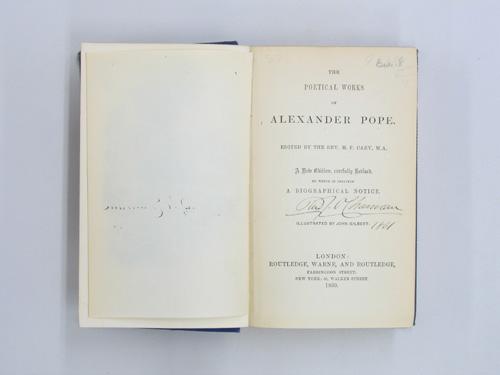 THE
POETICAL WORKS
OF
ALEXANDER POPE.
EDITED BY THE REV. H. F. CARY, M.A.
A New Edition, carefully Revised.
TO WHICH IS PREFIXED
A BIOGRAPHICAL NOTICE.
ILLUSTRATED BY JOHN GILBERT.
LONDON:
ROUTLEDGE, WARNE, AND ROUTLEDGE,
FARRINGDON STREET;
NEW YORK: 56, WALKER STREET.
1860.